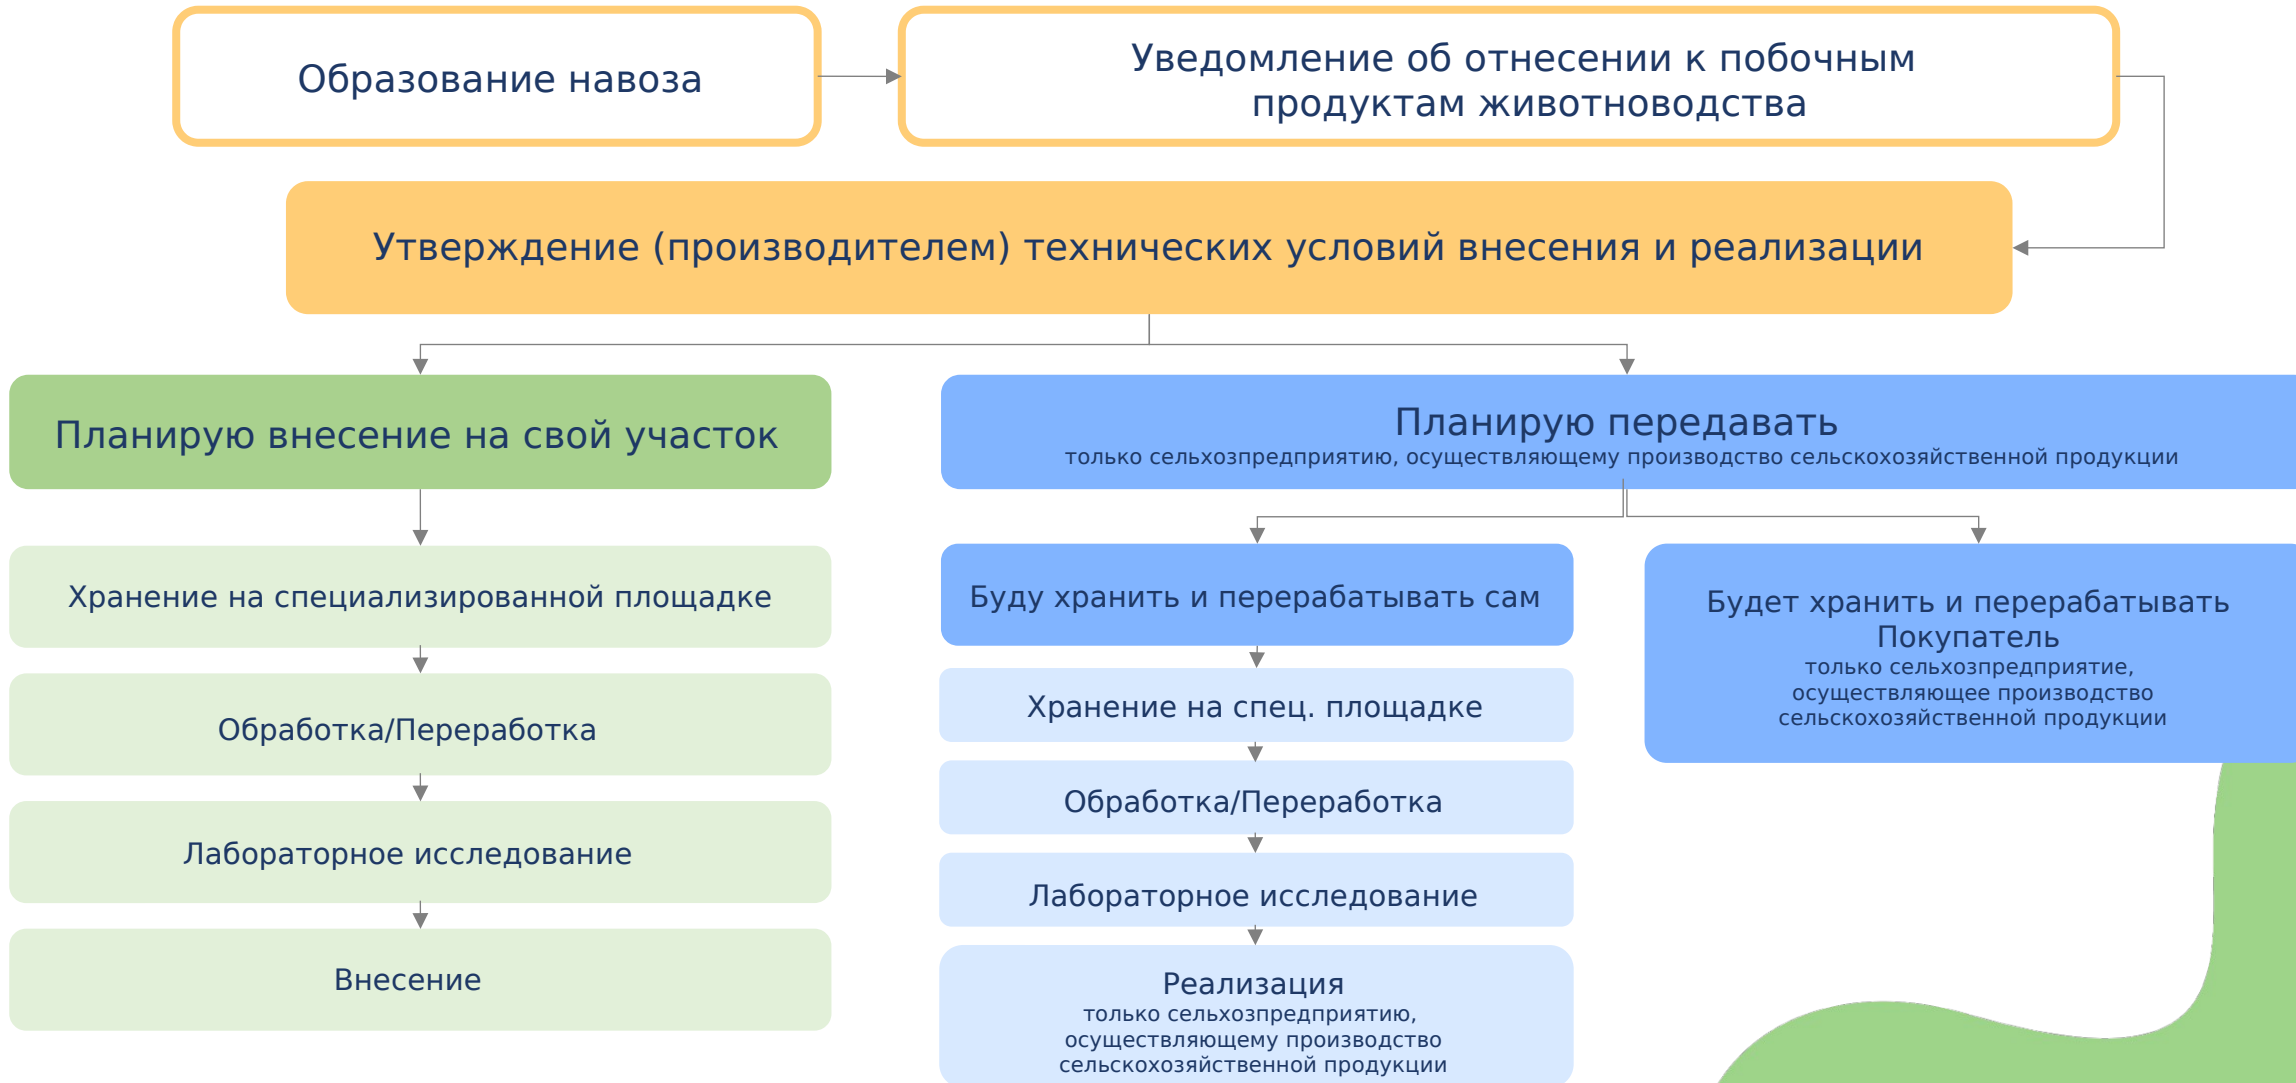 Образование навоза
Уведомление об отнесении к побочным
продуктам животноводства
Утверждение (производителем) технических условий внесения и реализации
Планирую внесение на свой участок
Хранение на специализированной площадке
Обработка/Переработка
Лабораторное исследование
Внесение
Планирую передавать
только сельхозпредприятию, осуществляющему производство сельскохозяйственной продукции
Буду хранить и перерабатывать сам
Хранение на спец. площадке
Обработка/Переработка
Лабораторное исследование
Реализация
только сельхозпредприятию,
осуществляющему производство
сельскохозяйственной продукции
Будет хранить и перерабатывать
Покупатель
только сельхозпредприятие,
осуществляющее производство
сельскохозяйственной продукции